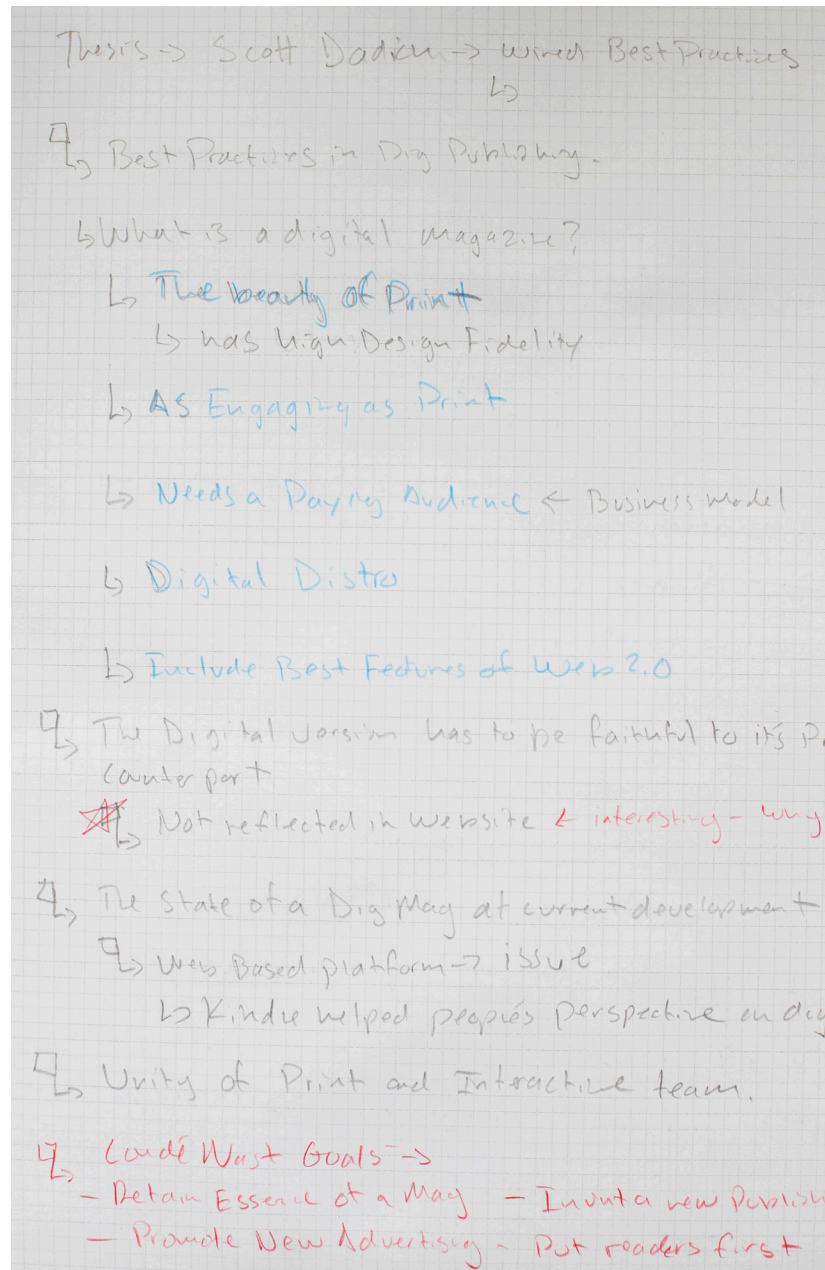 Thesis → Scott Dadich → Wired Best Practices
↳
↳ Best Practices in Dig Publishing.
↳ What is a digital magazine?
↳ The beauty of Print
↳ has high Design Fidelity
↳ As Engaging as Print
↳ Needs a Paying Audience ← Business model
↳ Digital Distro
↳ Include Best Features of Web 2.0
↳ The Digital version has to be faithful to it's P
counterpart
↳ Not reflected in website ← interesting - why
↳ The State of a Dig Mag at current development
↳ Web Based platform → issue
↳ Kindle helped people's perspective on dig
↳ Unity of Print and Interactive team.
↳ Condé Nast Goals →
- Retain Essence of a Mag - Invent a new Publish
- Promote New Advertising - Put readers first